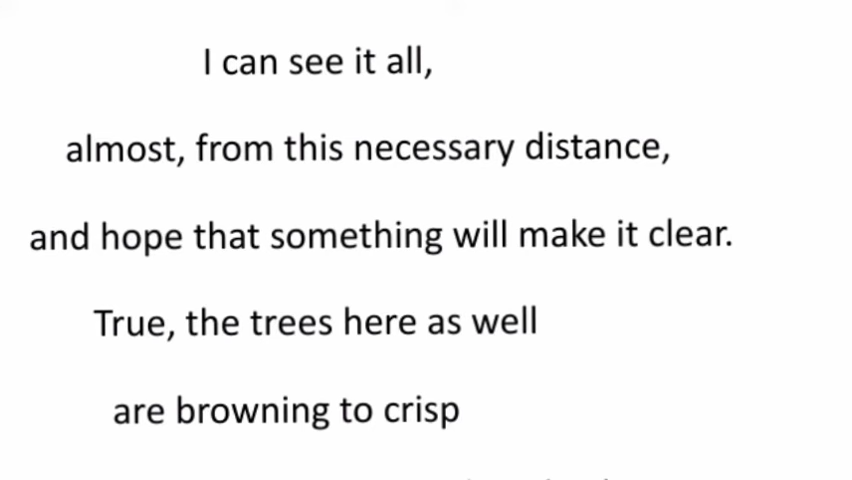 I can see it all,
almost, from this necessary distance,
and hope that something will make it clear.
True, the trees here as well
are browning to crisp